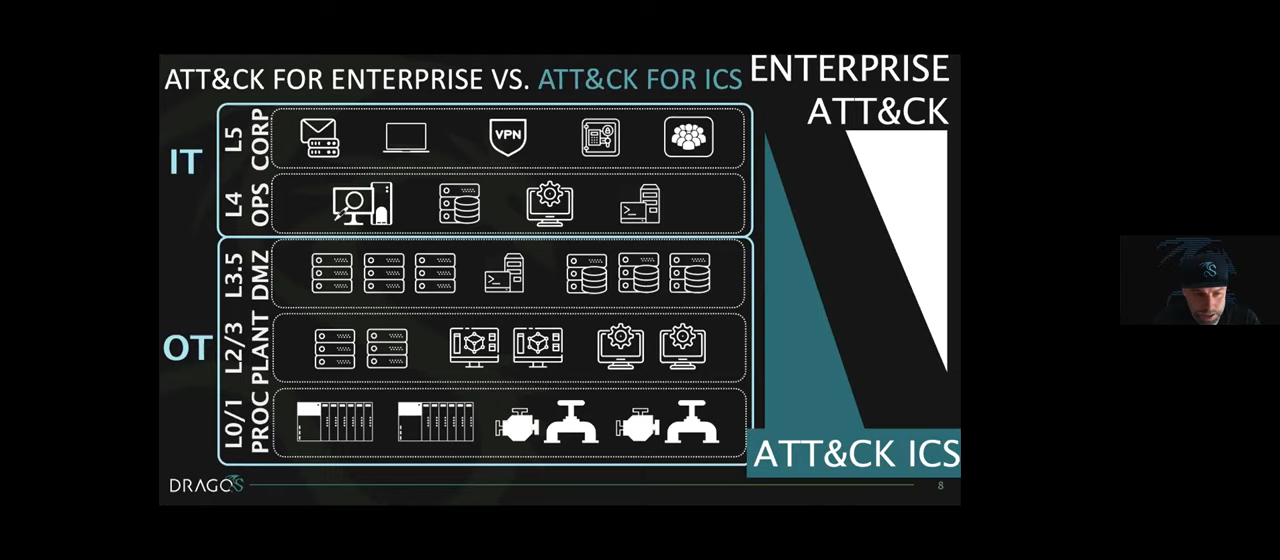 ATT&CK FOR ENTERPRISE VS. ATT&CK FOR ICS
ENTERPRISE
ATT&CK
IT
L5
CORP
VPN
L4
OPS
OT
L3.5
DMZ
L2/3
PLANT
L0/1
PROC
ATT&CK ICS
DRAGOS
8